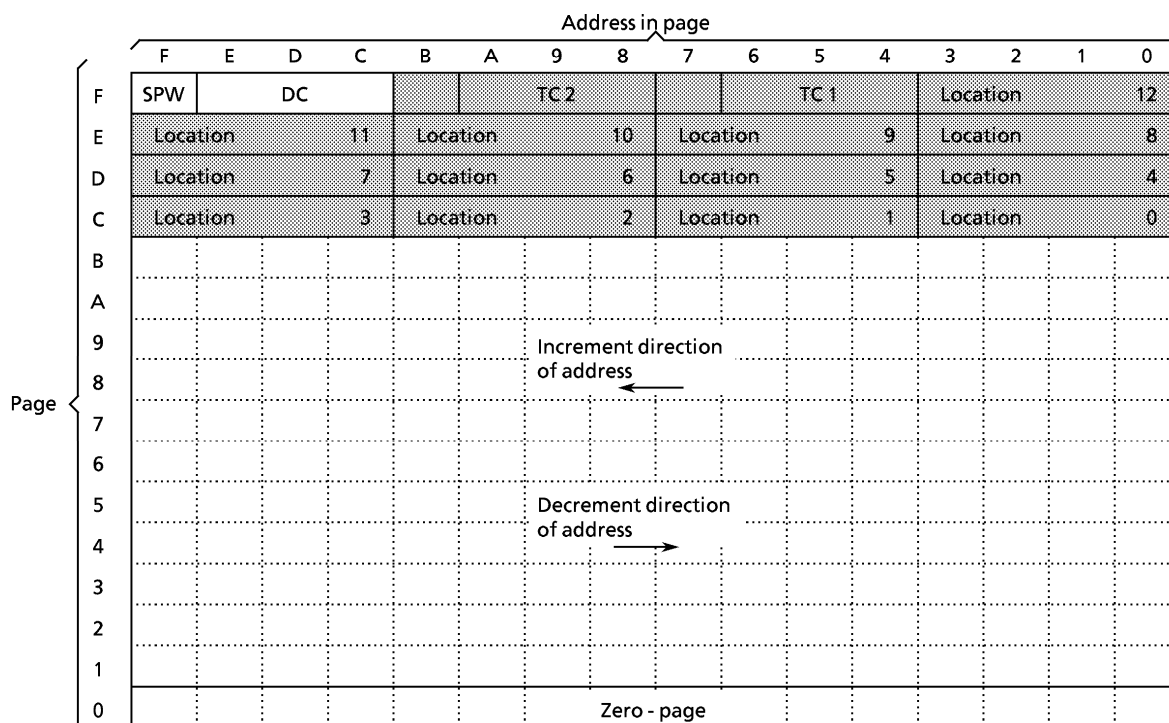 Address in page
F E D C B A 9 8 7 6 5 4 3 2 1 0
F SPW DC TC 2 TC 1 Location 12
E Location 11 Location 10 Location 9 Location 8
D Location 7 Location 6 Location 5 Location 4
C Location 3 Location 2 Location 1 Location 0
B
A
9
Increment direction
of address
8
Page
7
6
5
Decrement direction
of address
4
3
2
1
0 Zero - page